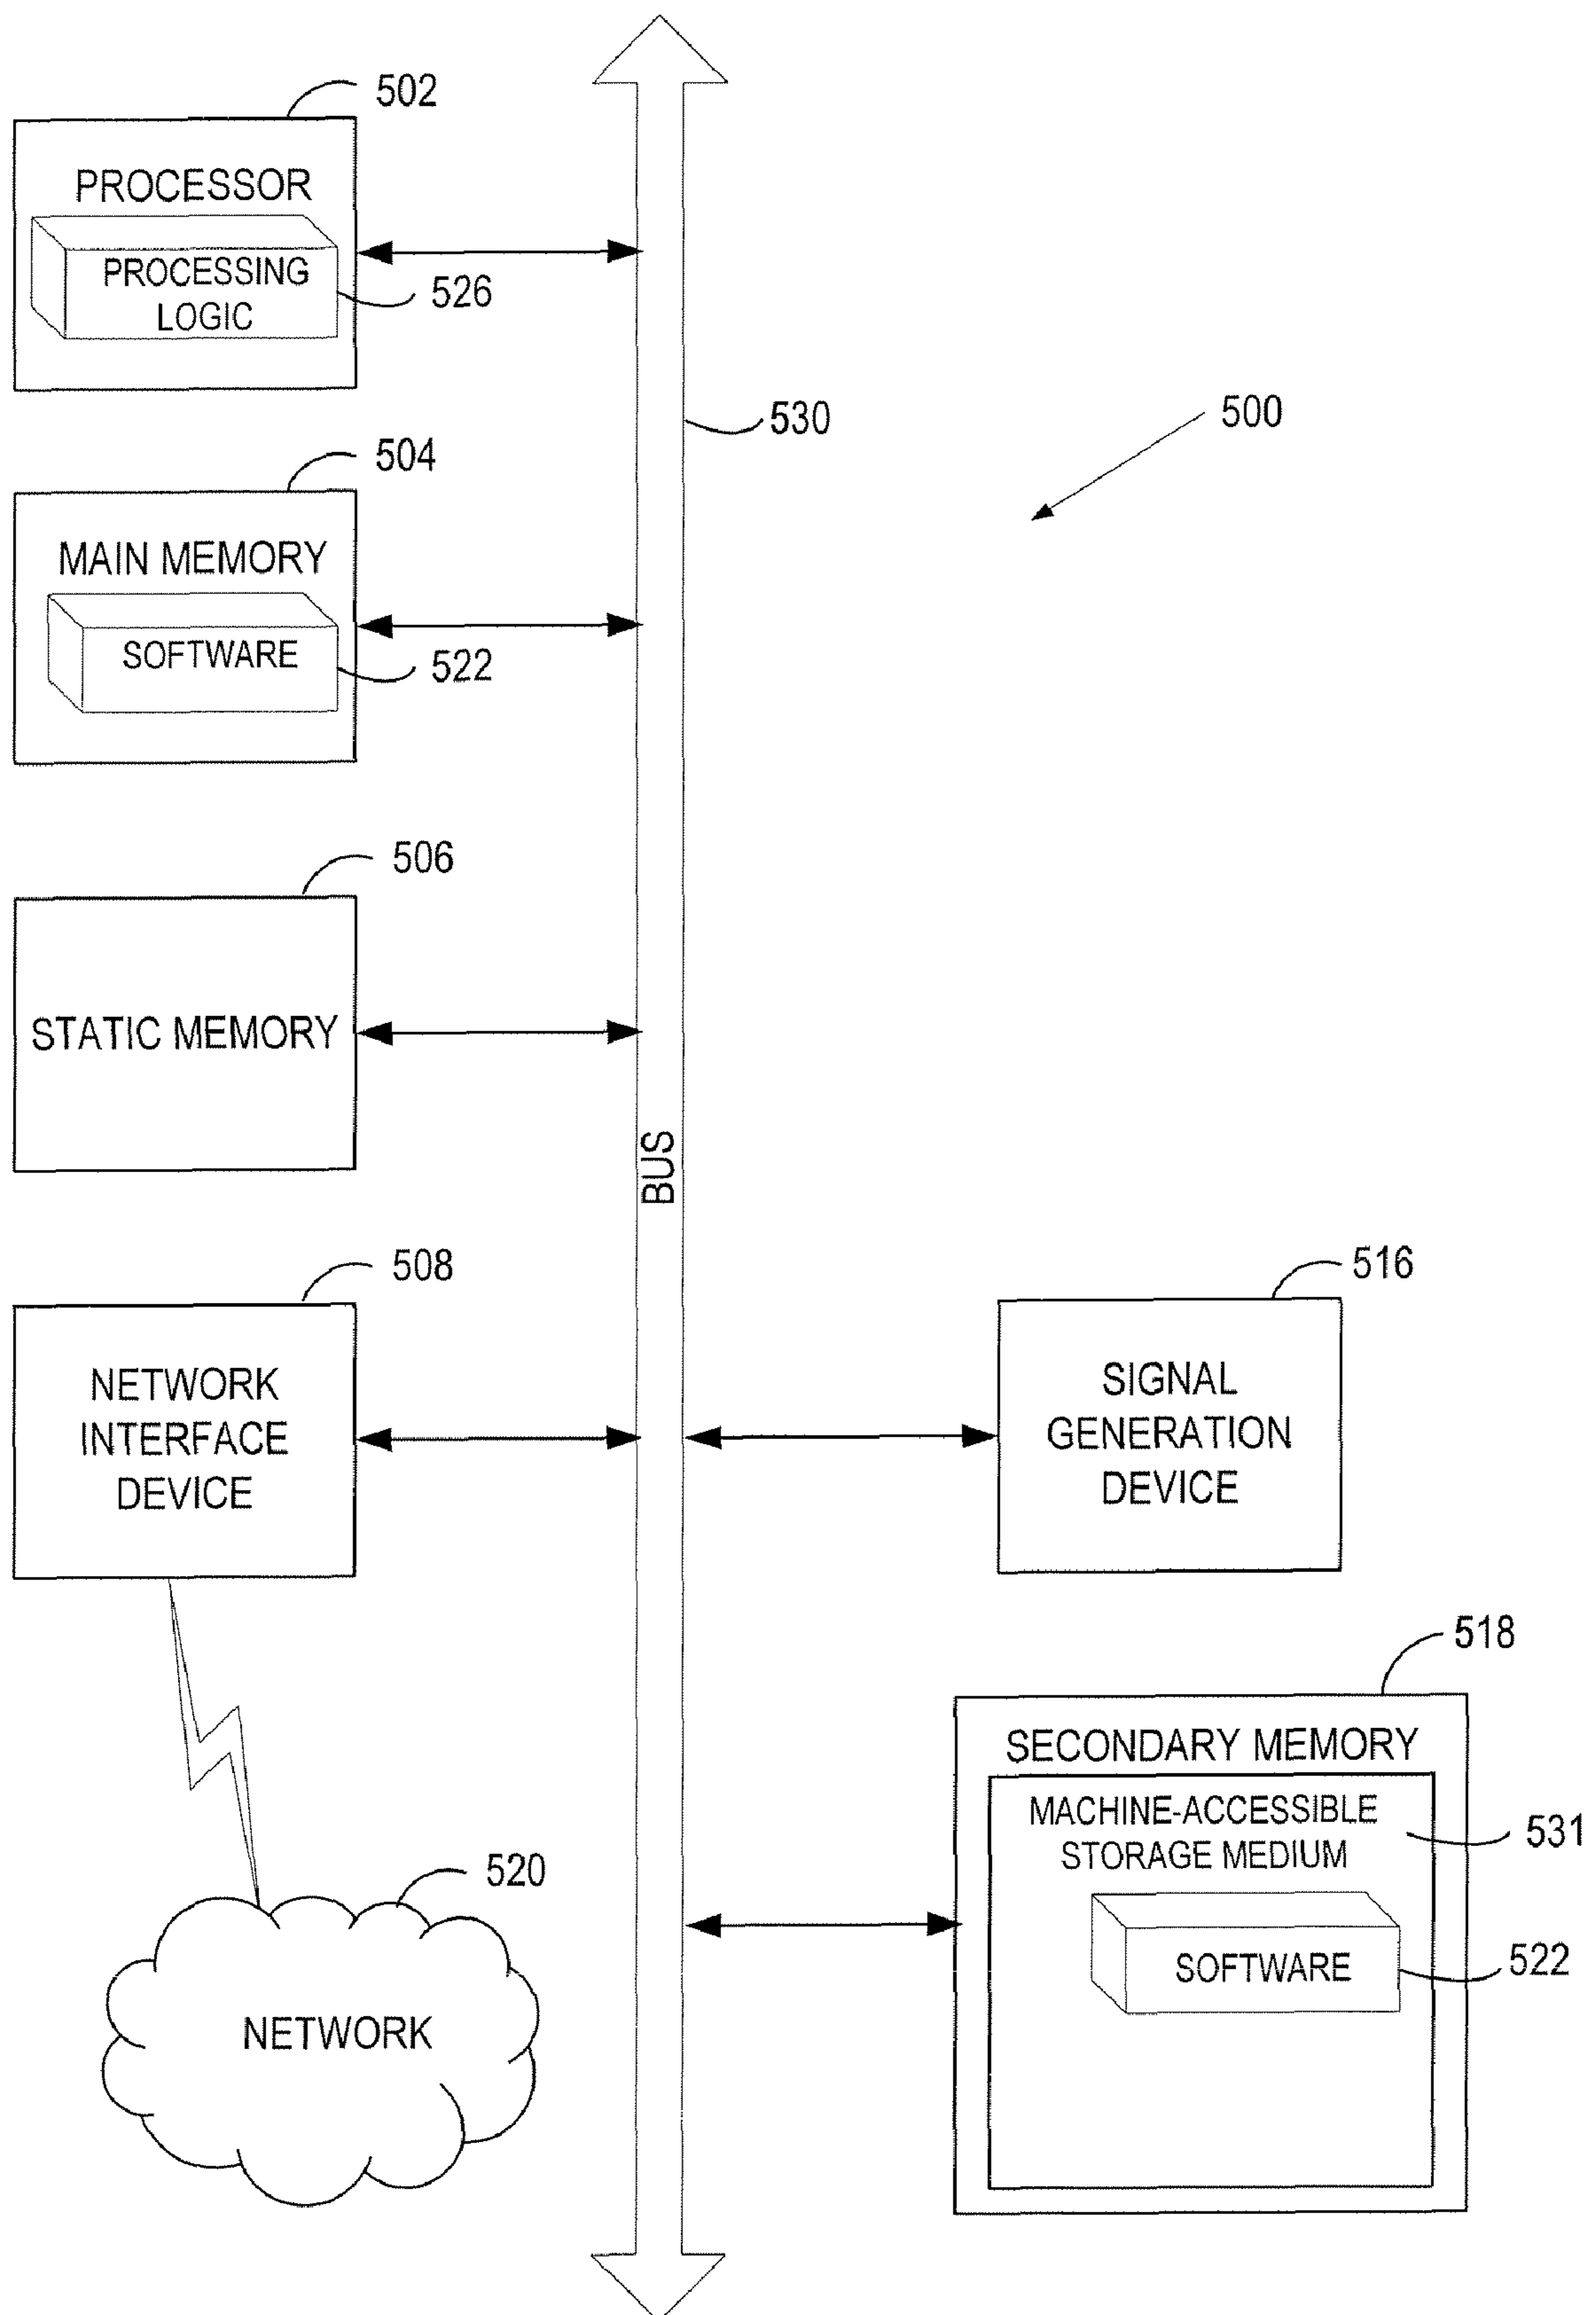 502
PROCESSOR
PROCESSING
LOGIC
526
530
500
504
MAIN MEMORY
SOFTWARE
522
506
STATIC MEMORY
BUS
508
NETWORK
INTERFACE
DEVICE
516
SIGNAL
GENERATION
DEVICE
518
SECONDARY MEMORY
MACHINE-ACCESSIBLE
STORAGE MEDIUM
531
SOFTWARE
522
520
NETWORK